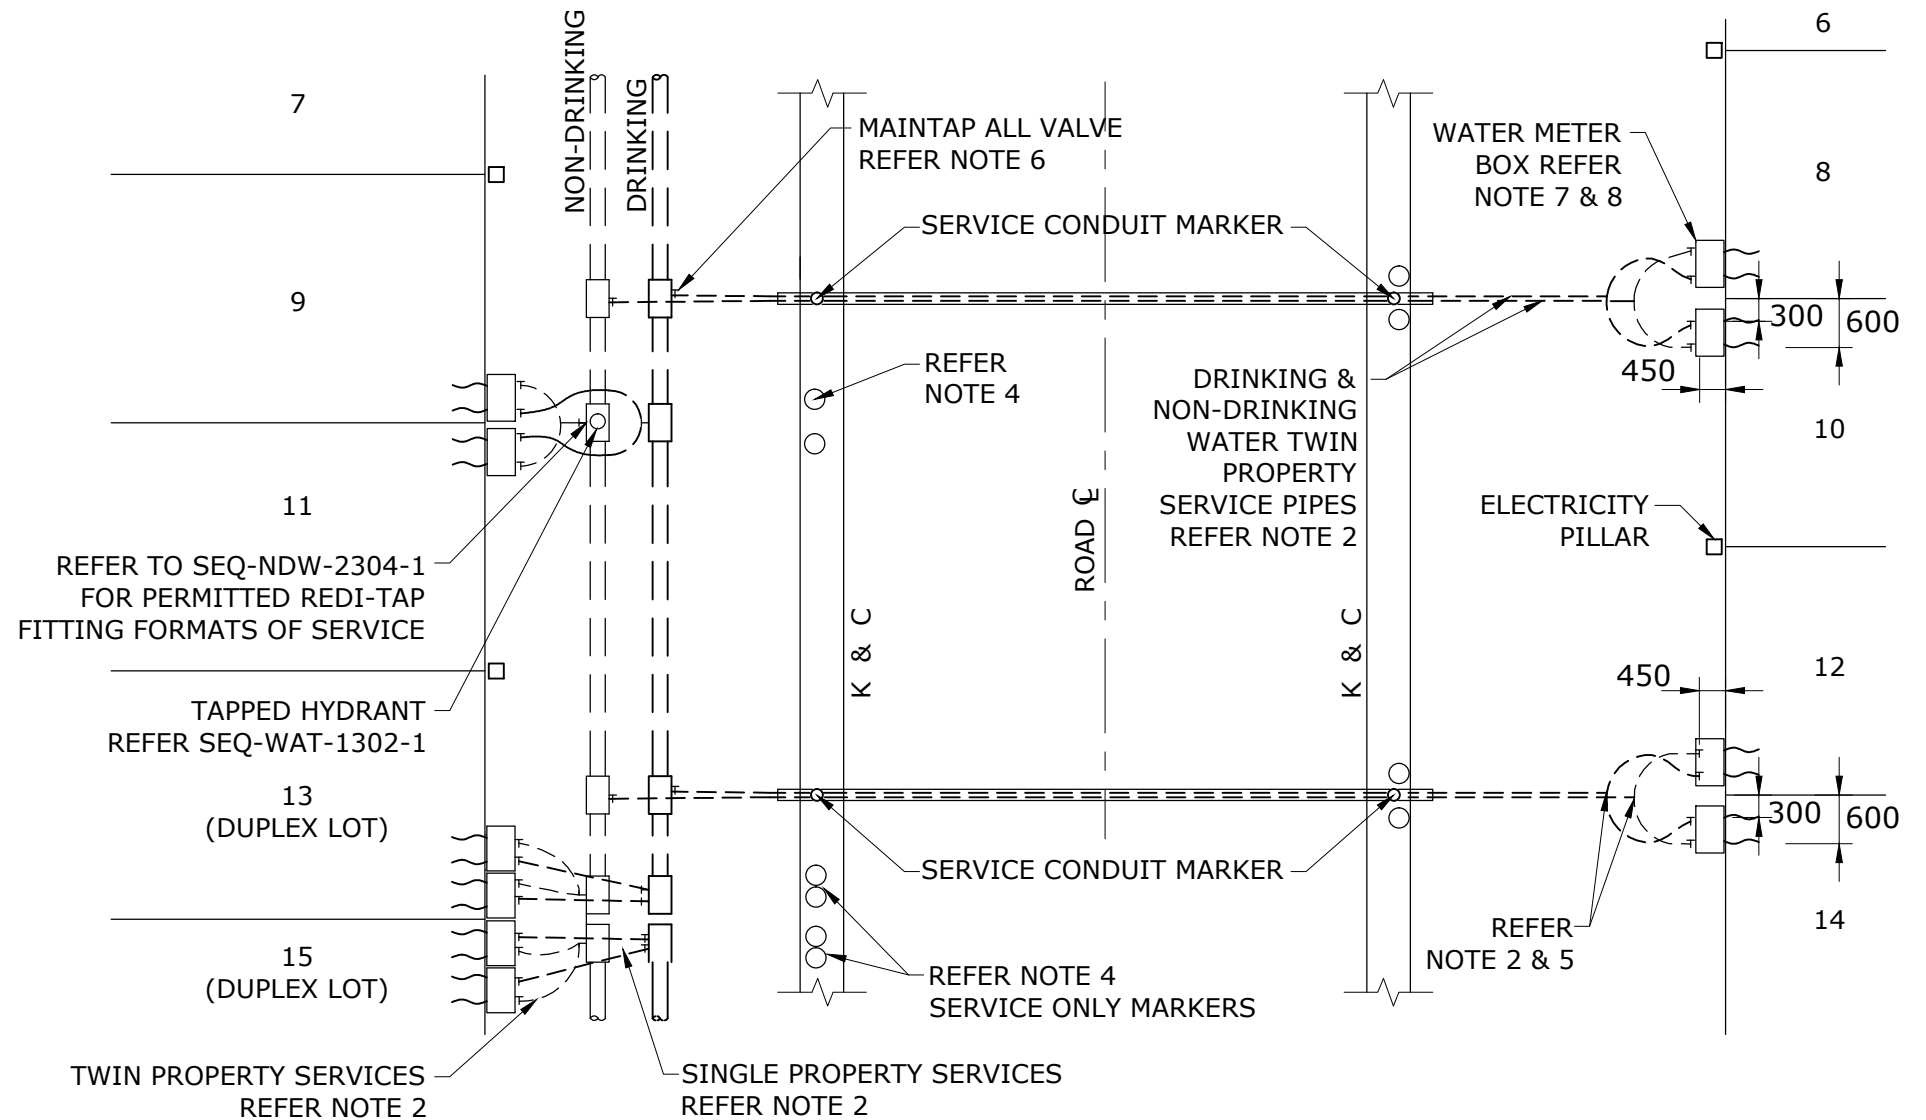 6
7
NON-DRINKING
DRINKING
MAINTAP ALL VALVE
REFER NOTE 6
WATER METER
BOX REFER
NOTE 7 & 8
8
SERVICE CONDUIT MARKER
9
300
600
450
REFER
NOTE 4
DRINKING &
NON-DRINKING
WATER TWIN
PROPERTY
SERVICE PIPES
REFER NOTE 2
10
11
ROAD ℄
ELECTRICITY
PILLAR
REFER TO SEQ-NDW-2304-1
FOR PERMITTED REDI-TAP
FITTING FORMATS OF SERVICE
K & C
K & C
12
450
TAPPED HYDRANT
REFER SEQ-WAT-1302-1
13
(DUPLEX LOT)
300
600
SERVICE CONDUIT MARKER
14
REFER
NOTE 2 & 5
15
(DUPLEX LOT)
REFER NOTE 4
SERVICE ONLY MARKERS
TWIN PROPERTY SERVICES
REFER NOTE 2
SINGLE PROPERTY SERVICES
REFER NOTE 2